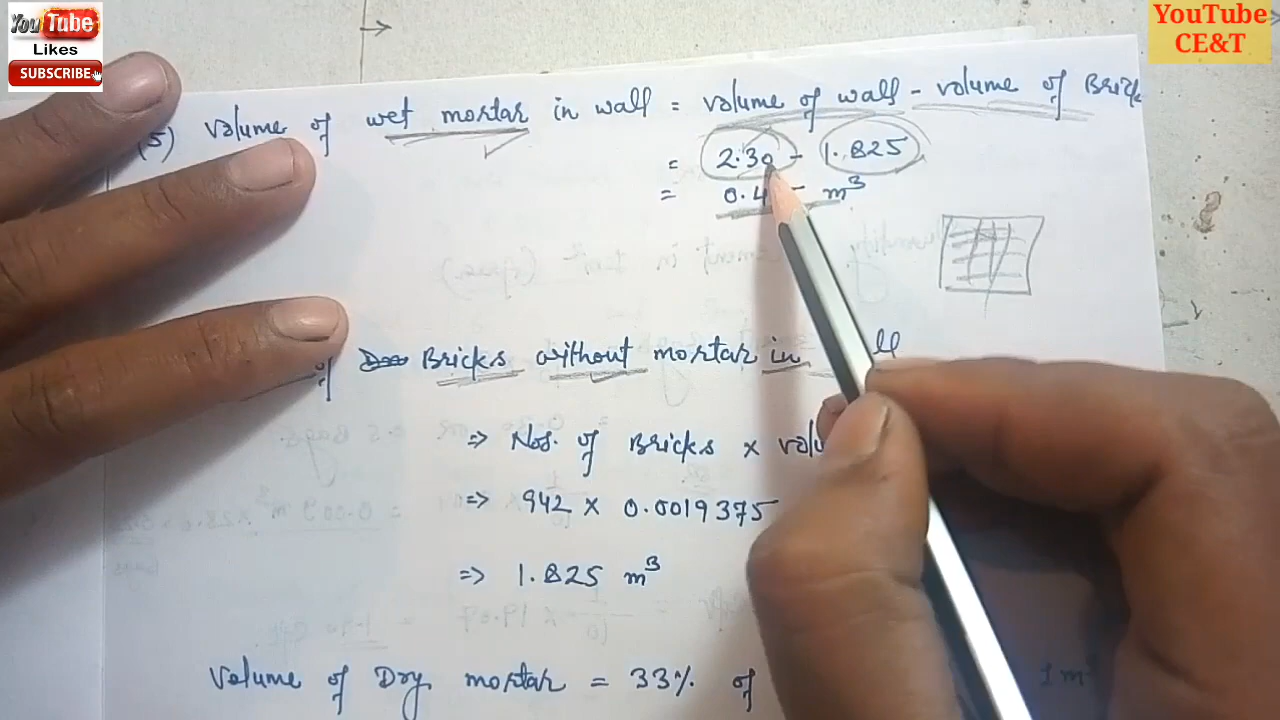 YouTube
Likes
SUBSCRIBE
YouTube
CE&T
(5) Volume of wet mortar in wall = volume of wall - volume of Brick
= 2.30 - 1.825
= 0.4 m³
of Bricks without mortar in
=> Nos. of Bricks x
=> 942 x 0.0019375
=> 1.825 m³
Volume of Dry mortar = 33% of